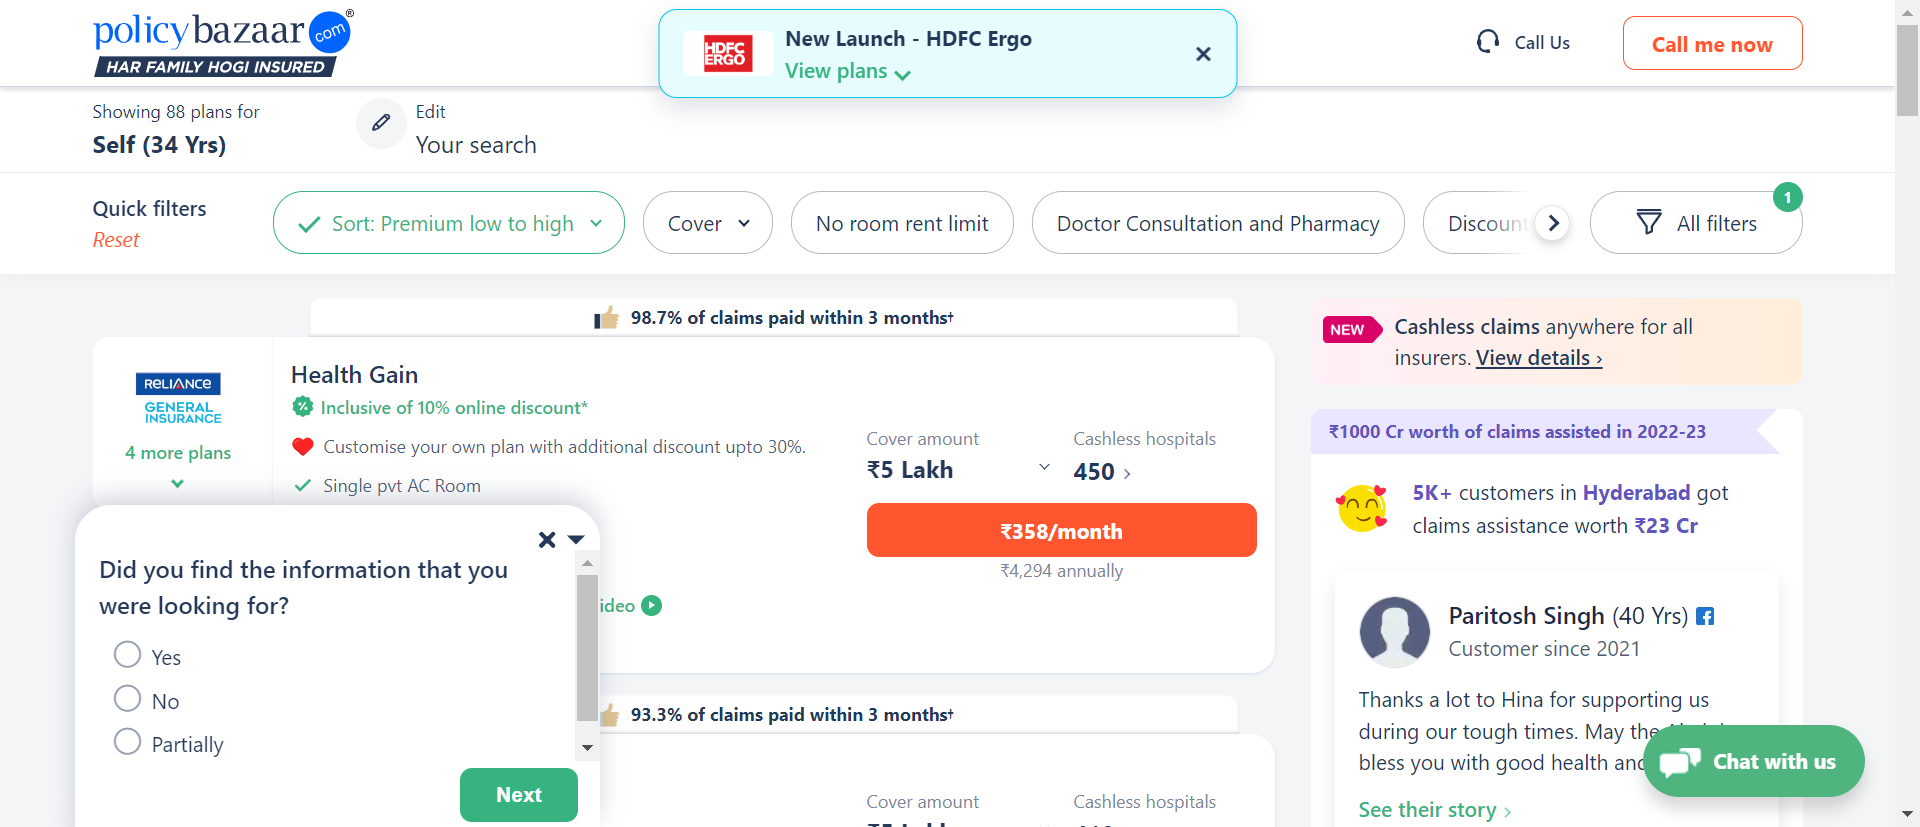 policybazaar.com®
HAR FAMILY HOGI INSURED
HDFC
ERGO
New Launch - HDFC Ergo
View plans
Call Us
Call me now
Showing 88 plans for
Self (34 Yrs)
Edit
Your search
Quick filters
Reset
Sort: Premium low to high
Cover
No room rent limit
Doctor Consultation and Pharmacy
Discount
All filters
1
98.7% of claims paid within 3 months†
RELIANCE
GENERAL
INSURANCE
4 more plans
Health Gain
Inclusive of 10% online discount*
Customise your own plan with additional discount upto 30%.
Single pvt AC Room
Cover amount
₹5 Lakh
Cashless hospitals
450 ›
₹358/month
₹4,294 annually
ideo
NEW
Cashless claims anywhere for all
insurers. View details ›
₹1000 Cr worth of claims assisted in 2022-23
5K+ customers in Hyderabad got
claims assistance worth ₹23 Cr
Paritosh Singh (40 Yrs)
Customer since 2021
Thanks a lot to Hina for supporting us
during our tough times. May the
bless you with good health and
See their story ›
Chat with us
Did you find the information that you
were looking for?
Yes
No
Partially
Next
93.3% of claims paid within 3 months†
Cover amount
₹5 Lakh
Cashless hospitals